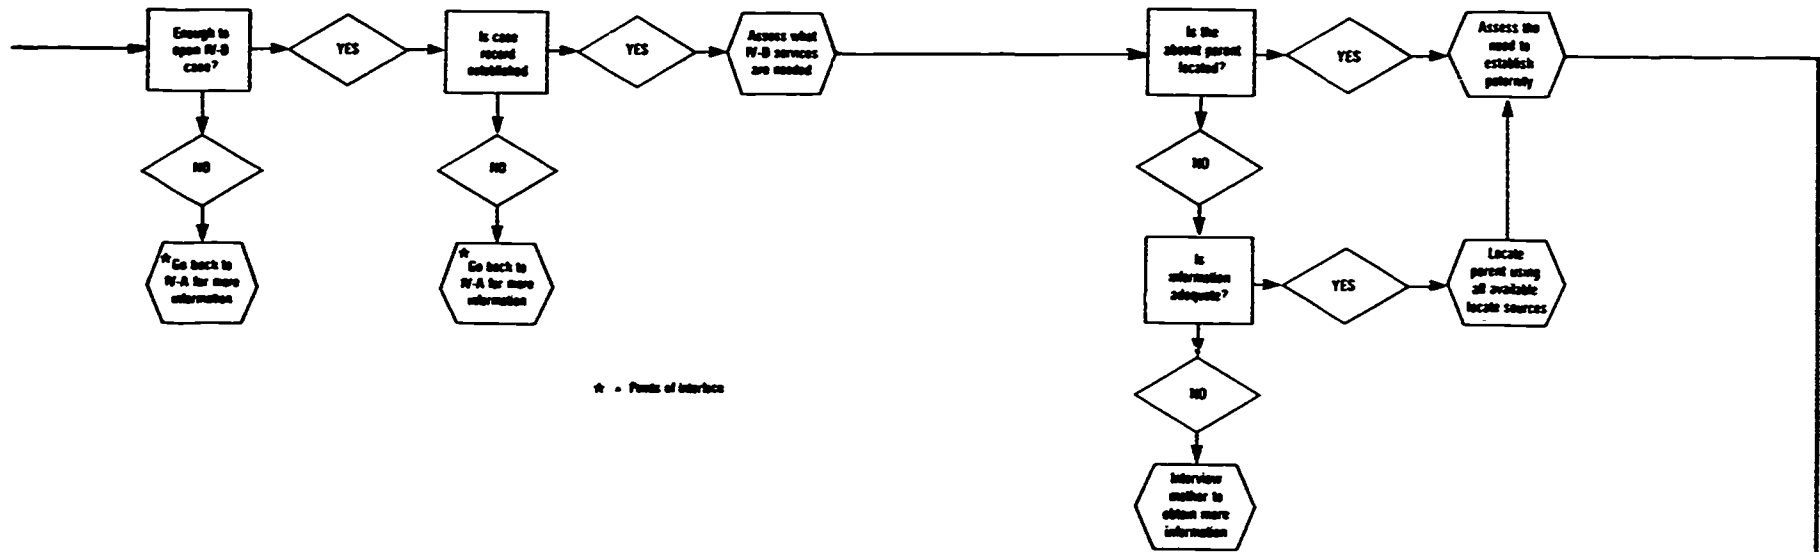 Enough to
open IV-D
case?
YES
Is case
record
established
YES
Assess what
IV-D services
are needed
Is the
absent parent
located?
YES
Assess the
need to
establish
paternity
NO
NO
NO
* Go back to
IV-A for more
information
* Go back to
IV-A for more
information
Is
information
adequate?
YES
Locate
parent using
all available
locate sources
* - Points of interface
NO
Interview
mother to
obtain more
information